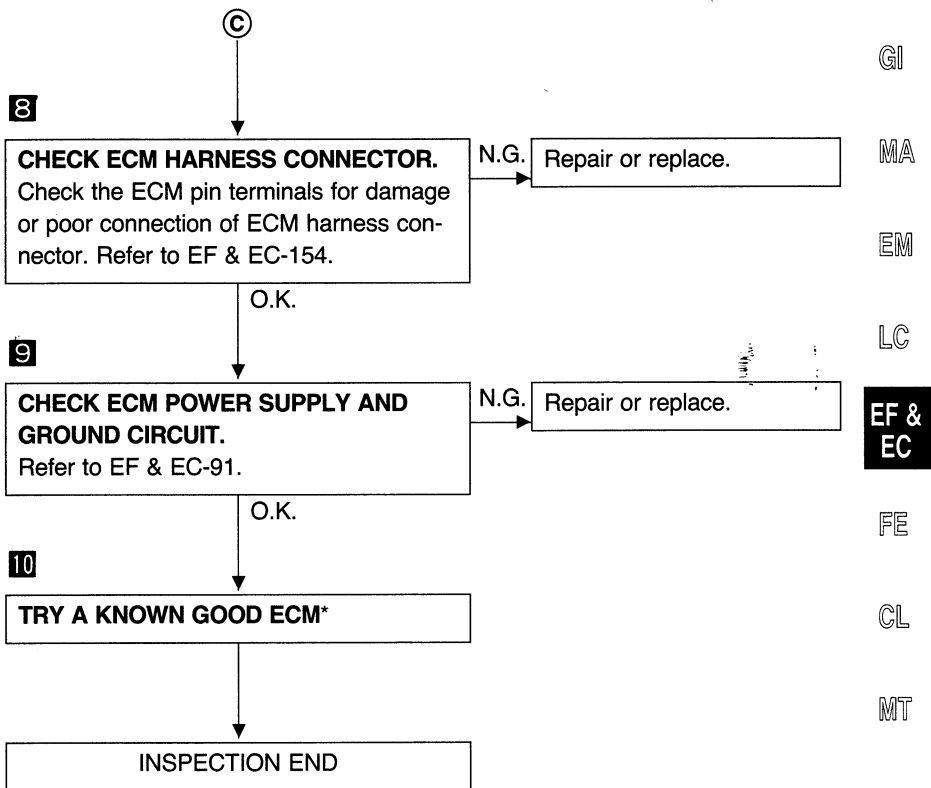 C
8
CHECK ECM HARNESS CONNECTOR.
Check the ECM pin terminals for damage
or poor connection of ECM harness con-
nector. Refer to EF & EC-154.
N.G.
Repair or replace.
O.K.
9
CHECK ECM POWER SUPPLY AND
GROUND CIRCUIT.
Refer to EF & EC-91.
N.G.
Repair or replace.
O.K.
10
TRY A KNOWN GOOD ECM*
INSPECTION END
GI
MA
EM
LC
EF &
EC
FE
CL
MT